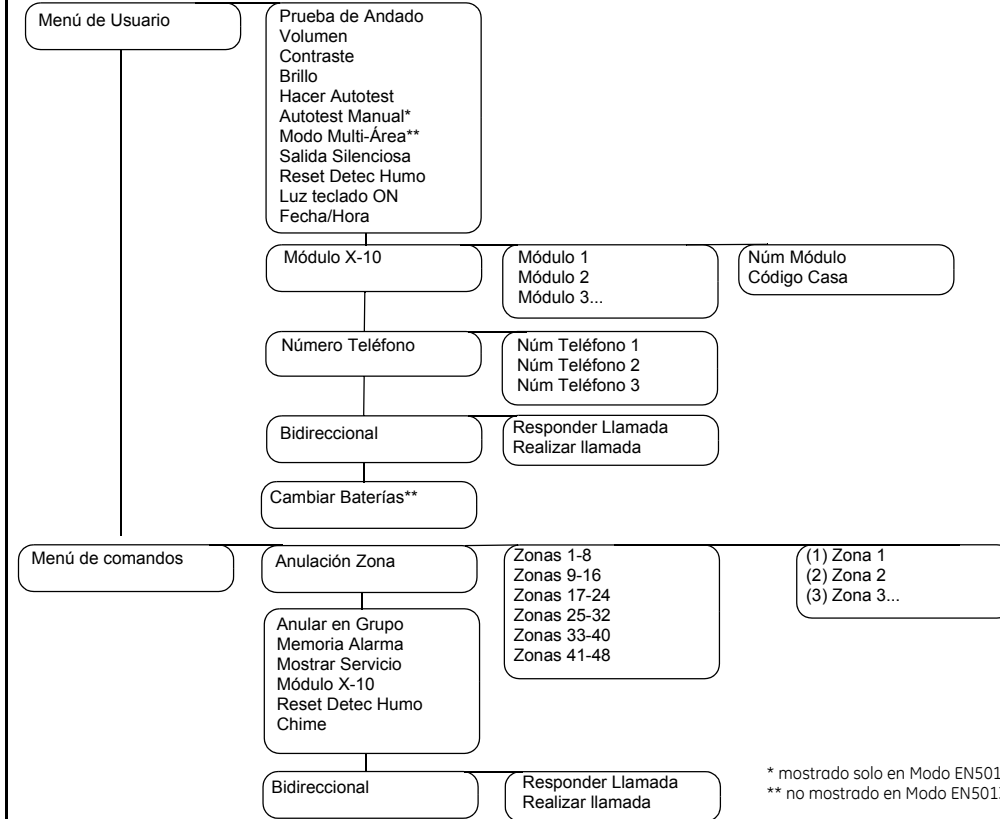 Menú de Usuario
Prueba de Andado
Volumen
Contraste
Brillo
Hacer Autotest
Autotest Manual*
Modo Multi-Área**
Salida Silenciosa
Reset Detec Humo
Luz teclado ON
Fecha/Hora
Módulo X-10
Módulo 1
Módulo 2
Módulo 3...
Núm Módulo
Código Casa
Número Teléfono
Núm Teléfono 1
Núm Teléfono 2
Núm Teléfono 3
Bidireccional
Responder Llamada
Realizar llamada
Cambiar Baterías**
Menú de comandos
Anulación Zona
Zonas 1-8
Zonas 9-16
Zonas 17-24
Zonas 25-32
Zonas 33-40
Zonas 41-48
(1) Zona 1
(2) Zona 2
(3) Zona 3...
Anular en Grupo
Memoria Alarma
Mostrar Servicio
Módulo X-10
Reset Detec Humo
Chime
Bidireccional
Responder Llamada
Realizar llamada
* mostrado solo en Modo
** no mostrado en Modo